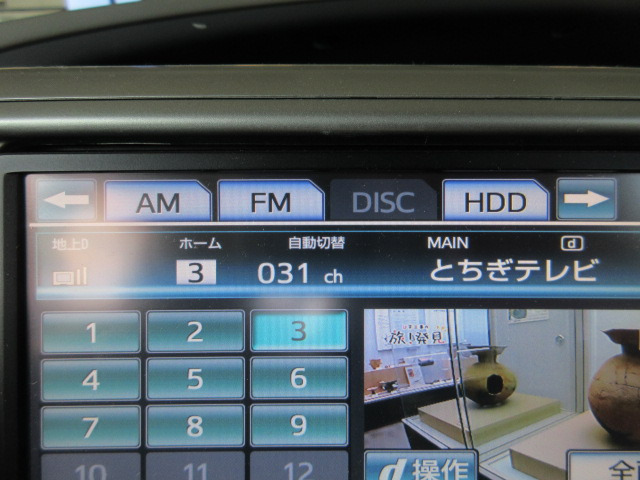 AM FM DISC HDD
地上D ホーム 自動切替 MAIN d
3 031 ch とちぎテレビ
1 2 3
旅!発見
4 5 6
7 8 9
10 11 12
d操作